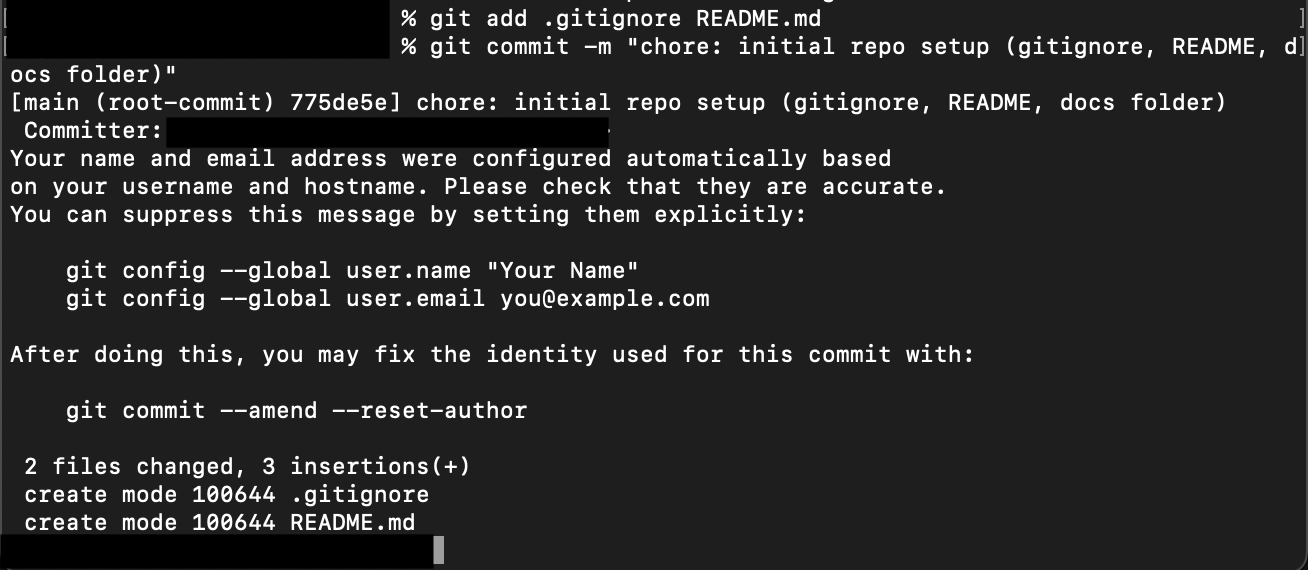 [ % git add .gitignore README.md ]
[ % git commit -m "chore: initial repo setup (gitignore, README, d]
ocs folder)"
[main (root-commit) 775de5e] chore: initial repo setup (gitignore, README, docs folder)
Committer:
Your name and email address were configured automatically based
on your username and hostname. Please check that they are accurate.
You can suppress this message by setting them explicitly:
git config --global user.name "Your Name"
git config --global user.email you@example.com
After doing this, you may fix the identity used for this commit with:
git commit --amend --reset-author
2 files changed, 3 insertions(+)
create mode 100644 .gitignore
create mode 100644 README.md